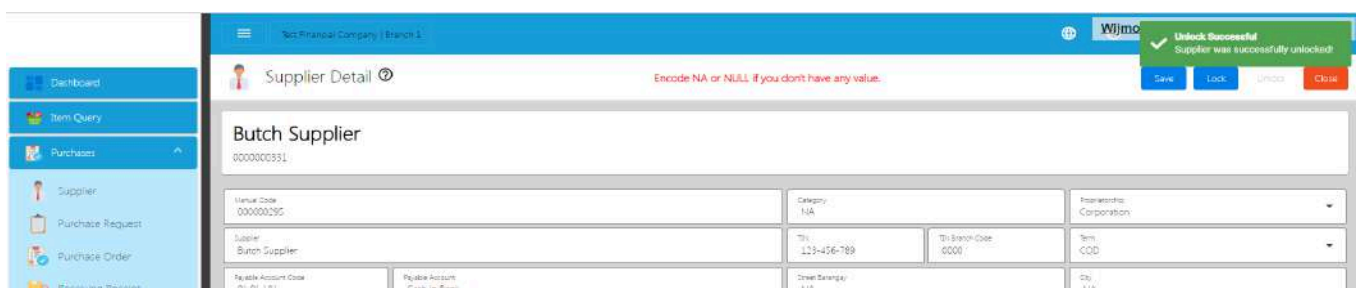 Test Financial Company | Branch 1
Wijmo
Unlock Successful
Supplier was successfully unlocked!
Dashboard
Supplier Detail
Encode NA or NULL if you don't have any value.
Save
Lock
Unlock
Close
Item Query
Butch Supplier
0000000331
Purchases
Supplier
Manual Code
000000295
Category
NA
Proprietorship
Corporation
Purchase Request
Supplier
Butch Supplier
TIN
123-456-789
TIN Branch Code
0000
Term
COD
Purchase Order
Payable Account Code
Payable Account
Street Barangay
City